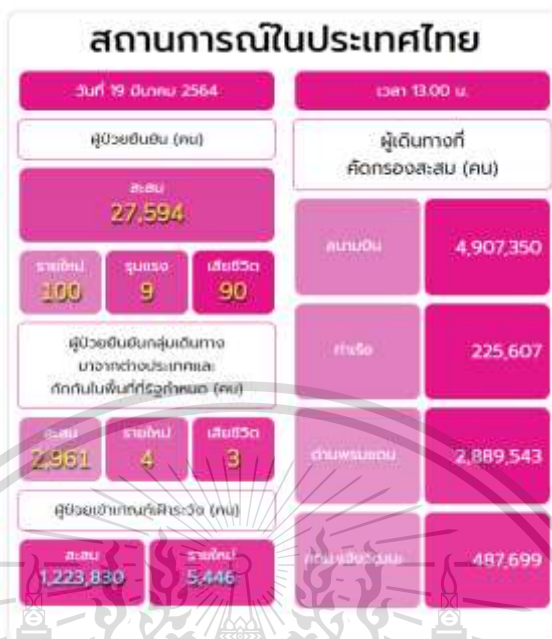 สถานการณ์ในประเทศไทย
วันที่ 19 มีนาคม 2564
ผู้ป่วยยืนยัน (คน)
สะสม
27,594
รายใหม่ รุนแรง เสียชีวิต
100 9 90
ผู้ป่วยยืนยันกลุ่มเดินทาง
มาจากต่างประเทศและ
กักกันในพื้นที่ที่รัฐกำหนด (คน)
สะสม รายใหม่ เสียชีวิต
2,961 4 3
ผู้ป่วยเข้าเกณฑ์เฝ้าระวัง (คน)
สะสม รายใหม่
1,223,830 5,446
เวลา 13.00 น.
ผู้เดินทางที่
คัดกรองสะสม (คน)
สนามบิน 4,907,350
ท่าเรือ 225,607
ด่านพรมแดน 2,889,543
487,699